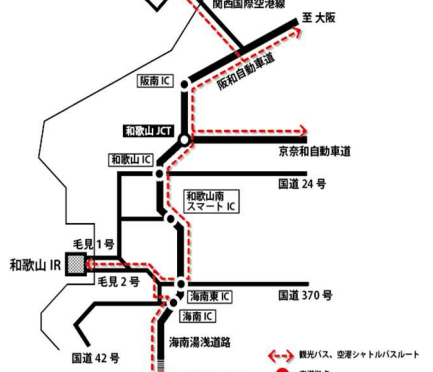 関西国際空港線
至 大阪
阪南 IC
阪和自動車道
和歌山 JCT
京奈和自動車道
和歌山 IC
国道 24 号
和歌山南
スマート IC
毛見 1 号
和歌山 IR
毛見 2 号
海南東 IC
国道 370 号
海南 IC
海南湯浅道路
国道 42 号
観光バス、空港シャトルバスルート